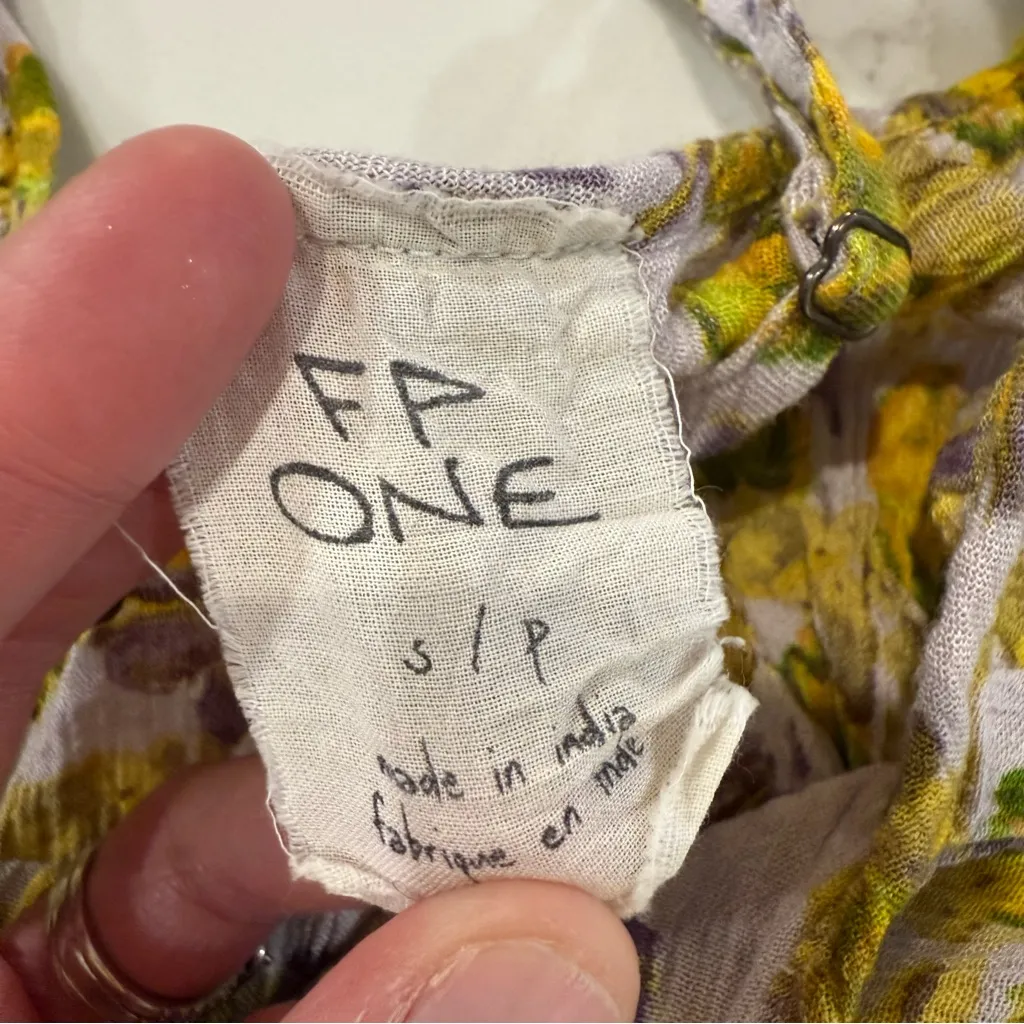 FP
ONE
s / p
made in india
fabrique en inde